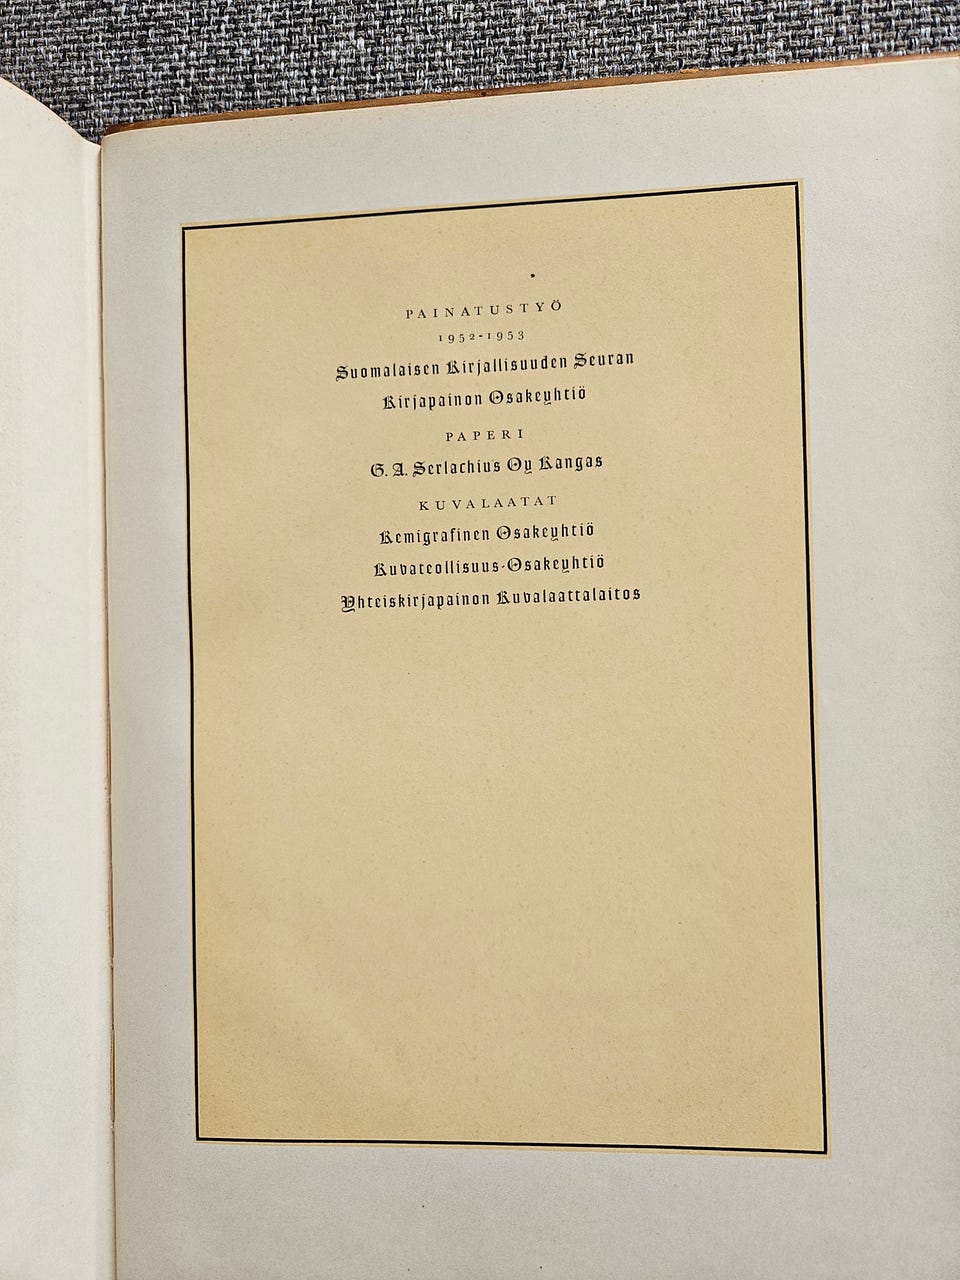 PAINATUSTYÖ
1952-1953
Suomalaisen Kirjallisuuden Seuran
Kirjapainon Osakeyhtiö
PAPERI
G. A. Serlachius Oy Kangas
KUVALAATAT
Kemigrafinen Osakeyhtiö
Kuvateollisuus-Osakeyhtiö
Yhteiskirjapainon Kuvalaattalaitos